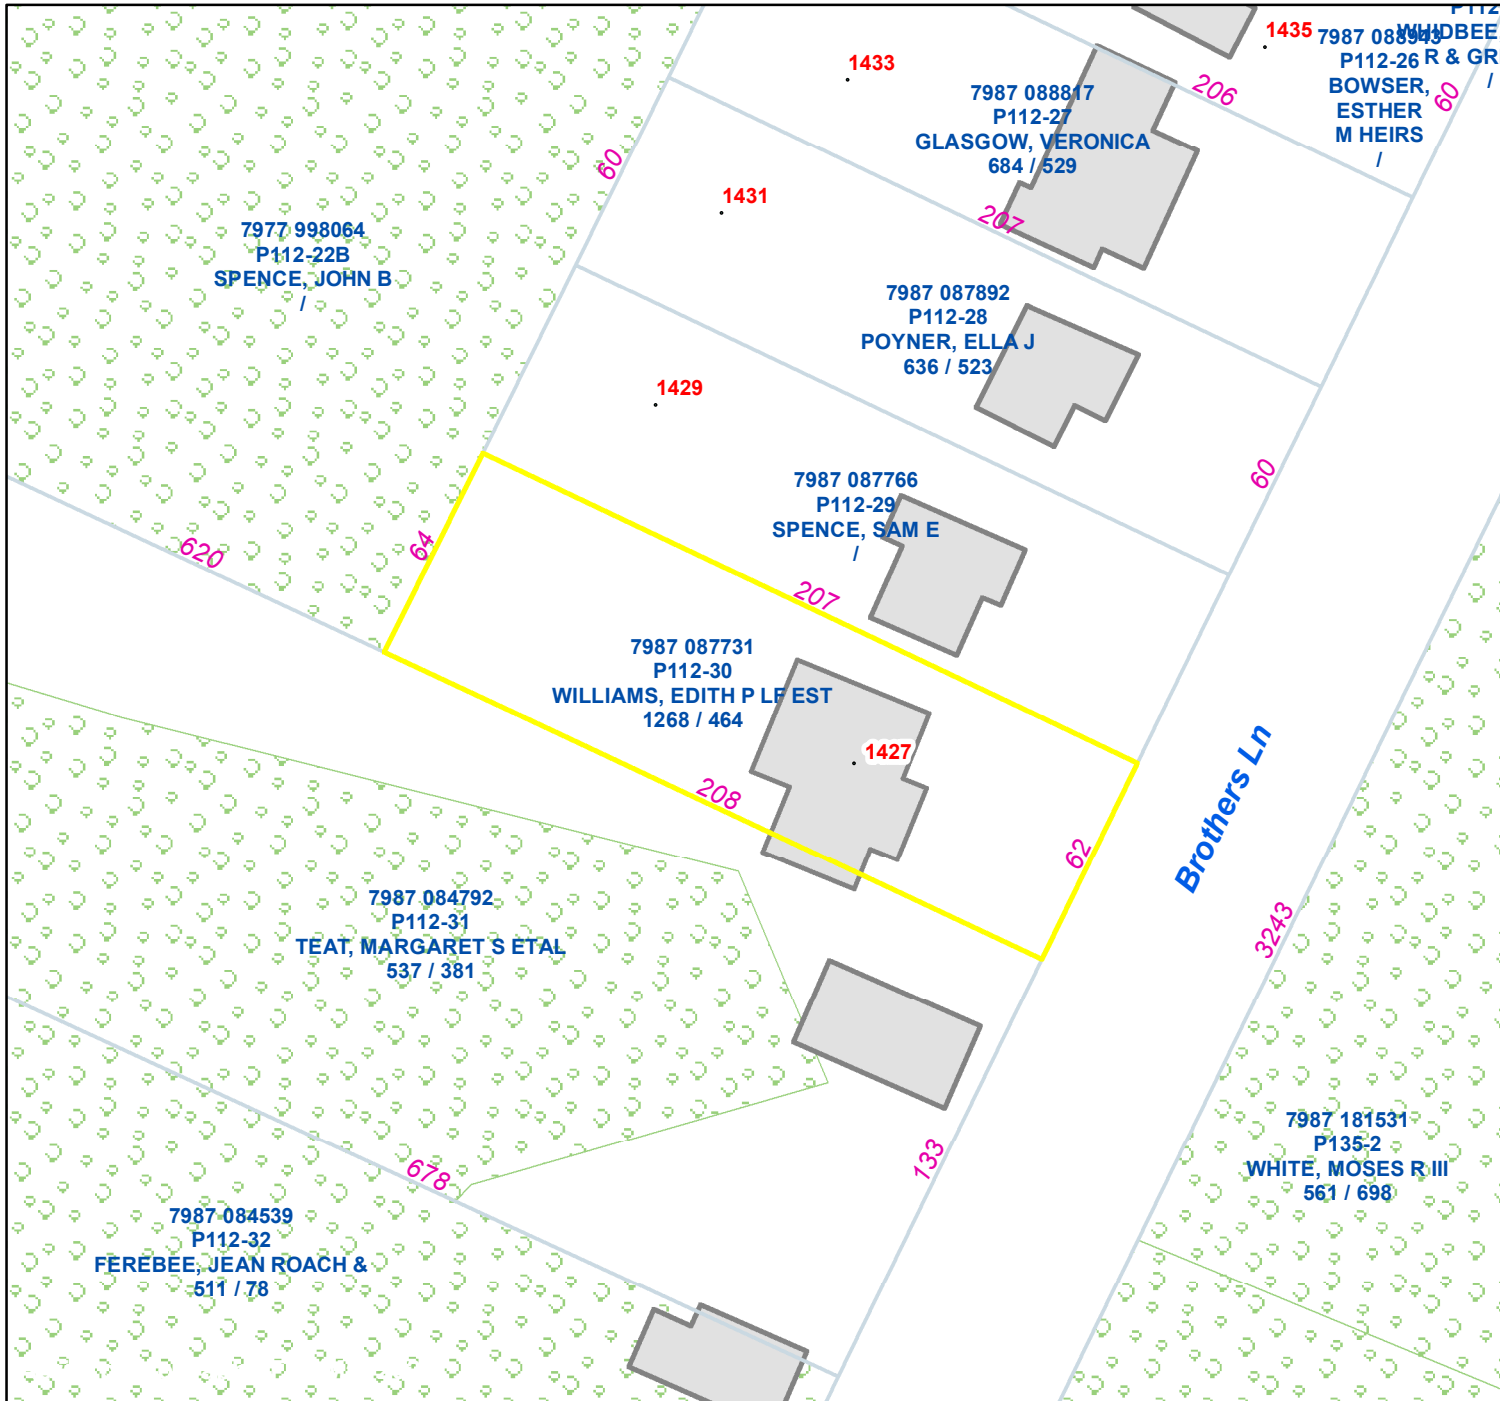 P112
WHIDBEE
R & GR
/
1435
7987 088943
P112-26
BOWSER,
ESTHER
M HEIRS
/
60
206
1433
7987 088817
P112-27
GLASGOW, VERONICA
684 / 529
60
1431
207
7977 998064
P112-22B
SPENCE, JOHN B
/
7987 087892
P112-28
POYNER, ELLA J
636 / 523
1429
60
7987 087766
P112-29
SPENCE, SAM E
/
620
64
207
7987 087731
P112-30
WILLIAMS, EDITH P LF EST
1268 / 464
1427
208
62
Brothers Ln
3243
7987 084792
P112-31
TEAT, MARGARET S ETAL
537 / 381
133
7987 181531
P135-2
WHITE, MOSES R III
561 / 698
678
7987 084539
P112-32
FEREBEE, JEAN ROACH &
511 / 78